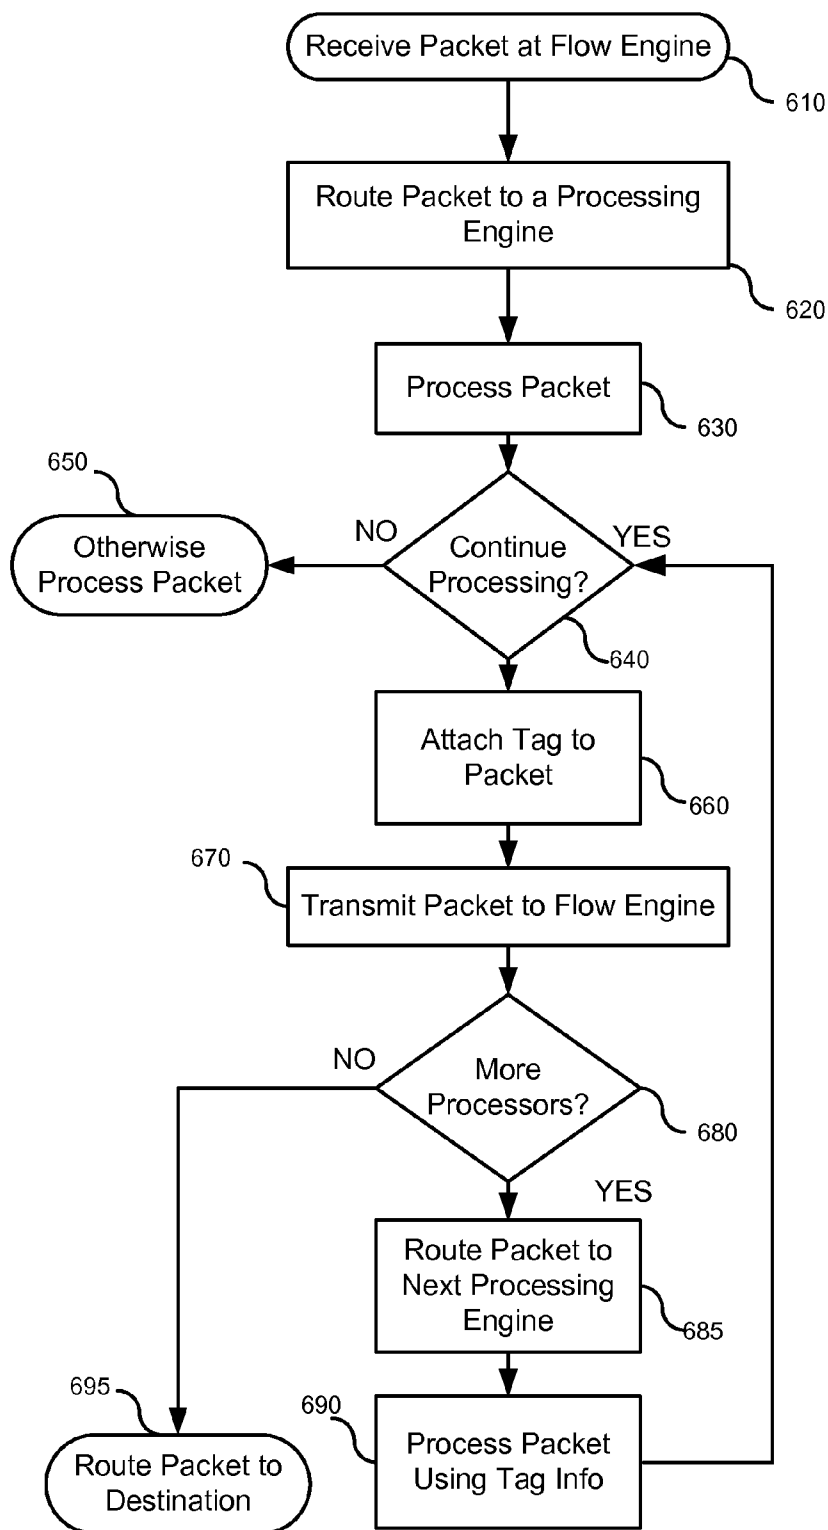 Receive Packet at Flow Engine
610
Route Packet to a Processing
Engine
620
Process Packet
630
650
NO
YES
Otherwise
Process Packet
Continue
Processing?
640
Attach Tag to
Packet
660
670
Transmit Packet to Flow Engine
NO
More
Processors?
680
YES
Route Packet to
Next Processing
Engine
685
695
690
Route Packet to
Destination
Process Packet
Using Tag Info